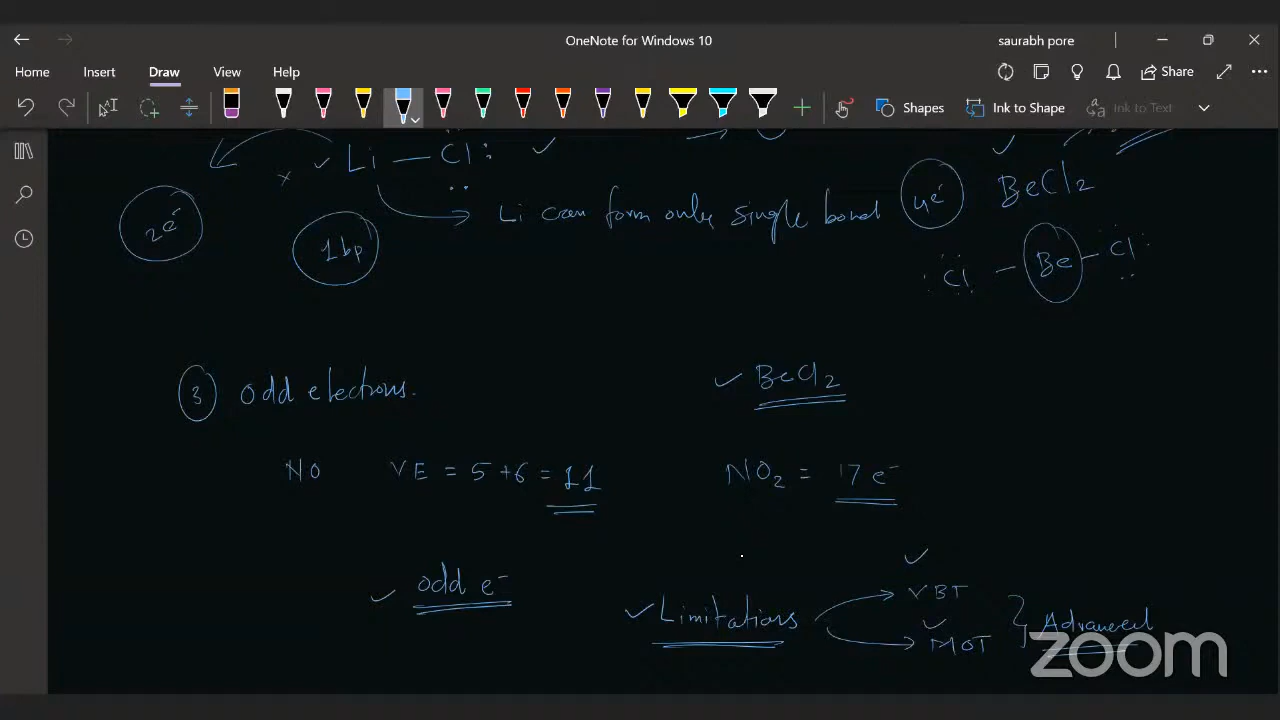 OneNote for Windows 10
saurabh pore
Home Insert Draw View Help
Share
Shapes Ink to Shape Ink to Text
Li — Cl
Li can form only single bond
2e⁻
1bp
4e⁻
BeCl2
Cl — Be — Cl
3 Odd electrons.
BeCl2
NO VE = 5+6 = 11
NO2 = 17 e⁻
odd e⁻
Limitations
VBT
MOT
Advanced
zoom